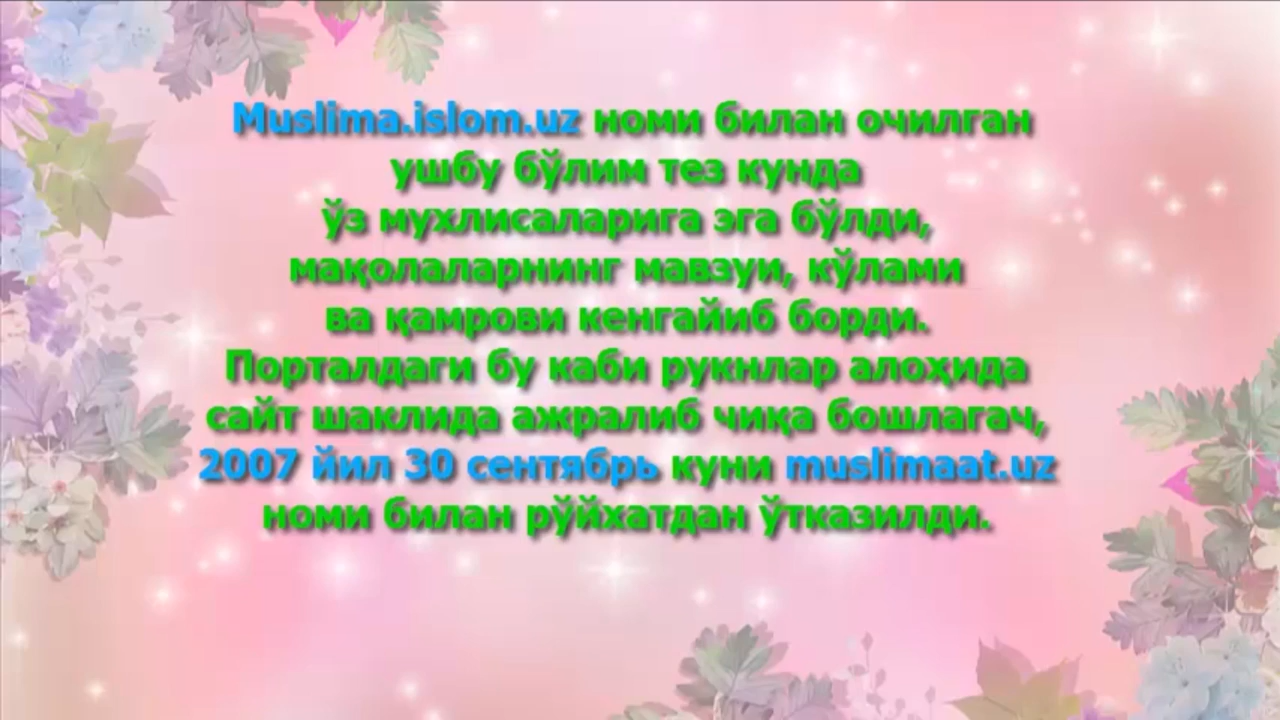 Muslima.islom.uz номи билан очилган
ушбу бўлим тез кунда
ўз мухлисаларига эга бўлди,
мақолаларнинг мавзуи, кўлами
ва қамрови кенгайиб борди.
Порталдаги бу каби рукнлар алоҳида
сайт шаклида ажралиб чиқа бошлагач,
2007 йил 30 сентябрь куни muslimaat.uz
номи билан рўйхатдан ўтказилди.